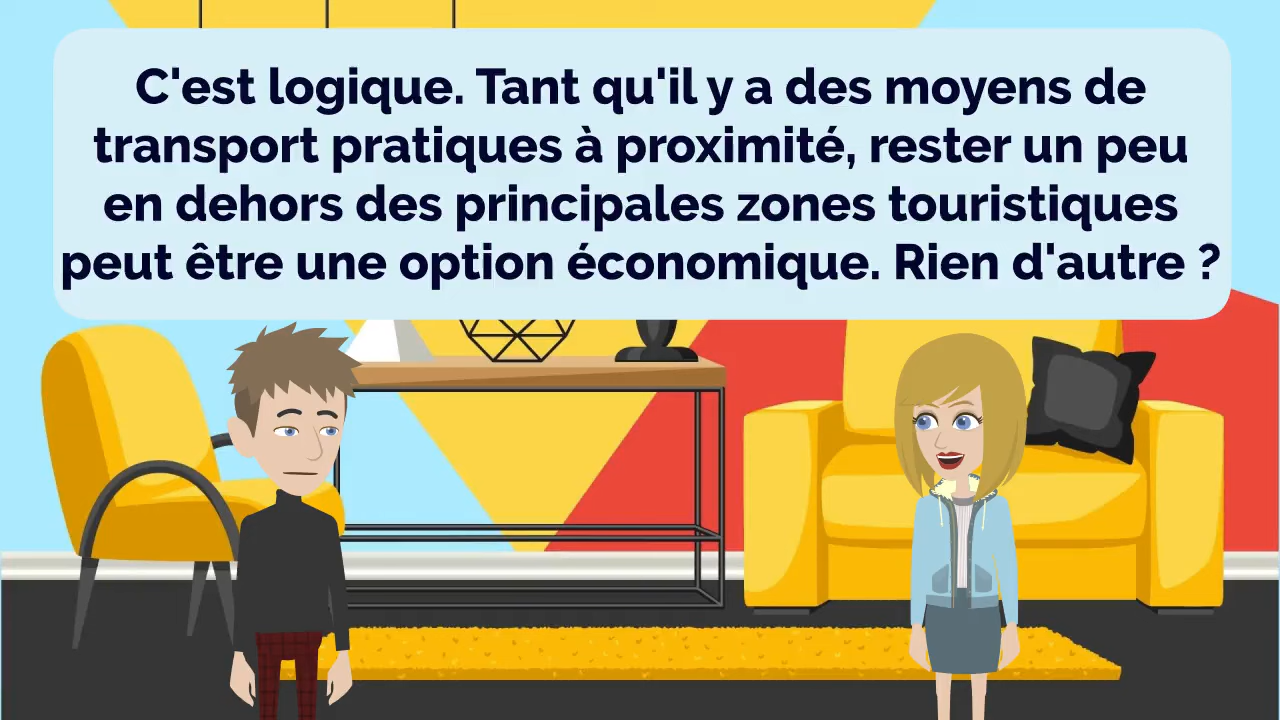 C'est logique. Tant qu'il y a des moyens de
transport pratiques à proximité, rester un peu
en dehors des principales zones touristiques
peut être une option économique. Rien d'autre ?